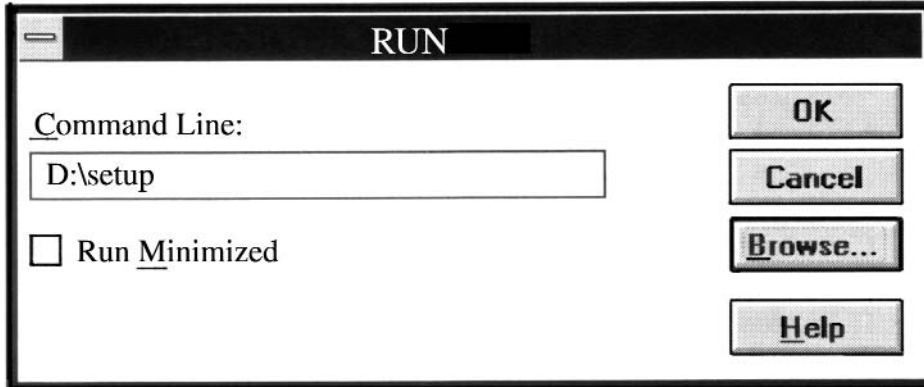 RUN
Command Line:
D:\setup
Run Minimized
OK
Cancel
Browse...
Help